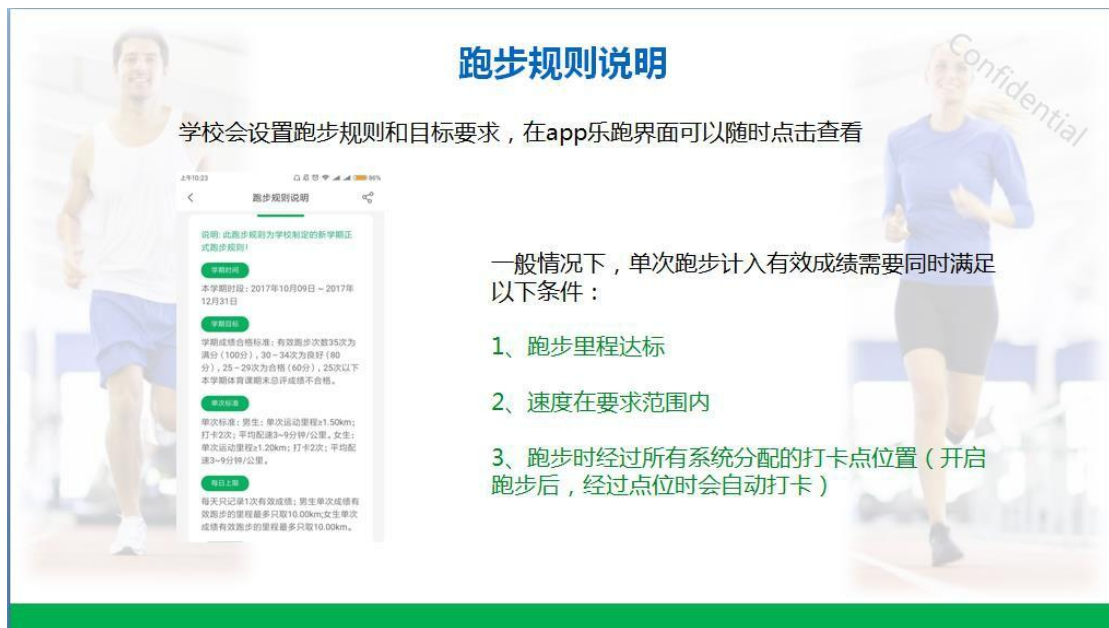 跑步规则说明
Confidential
学校会设置跑步规则和目标要求，在app乐跑界面可以随时点击查看
上午10:23
86%
跑步规则说明
说明: 此跑步规则为学校制定的新学期正
式跑步规则！
学期时间
本学期时段: 2017年10月09日 ~ 2017年
12月31日
学期目标
学期成绩合格标准: 有效跑步次数35次为
满分 (100分) , 30 ~ 34次为良好 (80
分) , 25 ~ 29次为合格 (60分) , 25次以下
本学期体育课期末总评成绩不合格。
单次标准
单次标准: 男生: 单次运动里程≥1.50km;
打卡2次; 平均配速3~9分钟/公里。女生:
单次运动里程≥1.20km; 打卡2次; 平均配
速3~9分钟/公里。
每日上限
每天只记录1次有效成绩; 男生单次成绩有
效跑步的里程最多只取10.00km;女生单次
成绩有效跑步的里程最多只取10.00km。
一般情况下，单次跑步计入有效成绩需要同时满足
以下条件：
1、跑步里程达标
2、速度在要求范围内
3、跑步时经过所有系统分配的打卡点位置（开启
跑步后，经过点位时会自动打卡）